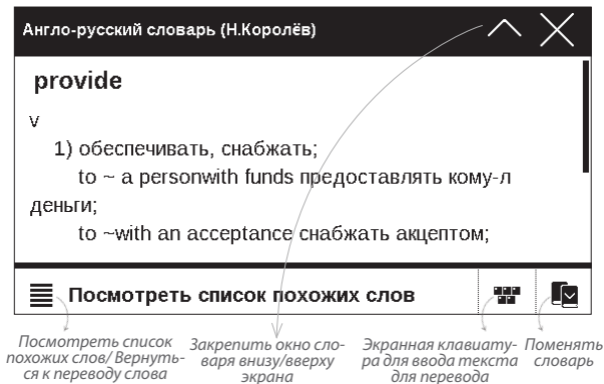 Англо-русский словарь (Н.Королёв)
provide
v
1) обеспечивать, снабжать;
to ~ a personwith funds предоставлять кому-л
деньги;
to ~with an acceptance снабжать акцептом;
Посмотреть список похожих слов
Посмотреть список
похожих слов/ Вернуть-
ся к переводу слова
Закрепить окно сло-
варя внизу/вверху
экрана
Экранная клавиату-
ра для ввода текста
для перевода
Поменять
словарь